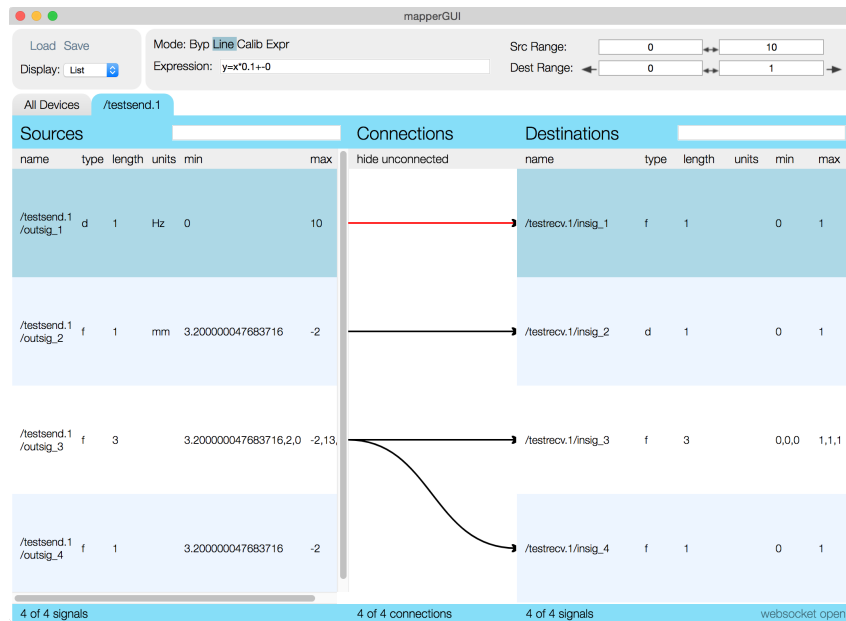 mapperGUI
Load Save
Display: List
Mode: Byp Line Calib Expr
Expression: y=x*0.1+-0
Src Range: 0 10
Dest Range: 0 1
All Devices /testsend.1
Sources Connections Destinations
name type length units min max hide unconnected name type length units min max
/testsend.1
/outsig_1 d 1 Hz 0 10 /testrecv.1/insig_1 f 1 0 1
/testsend.1
/outsig_2 f 1 mm 3.200000047683716 -2 /testrecv.1/insig_2 d 1 0 1
/testsend.1
/outsig_3 f 3 3.200000047683716,2,0 -2,13, /testrecv.1/insig_3 f 3 0,0,0 1,1,1
/testsend.1
/outsig_4 f 1 3.200000047683716 -2 /testrecv.1/insig_4 f 1 0 1
4 of 4 signals 4 of 4 connections 4 of 4 signals websocket open